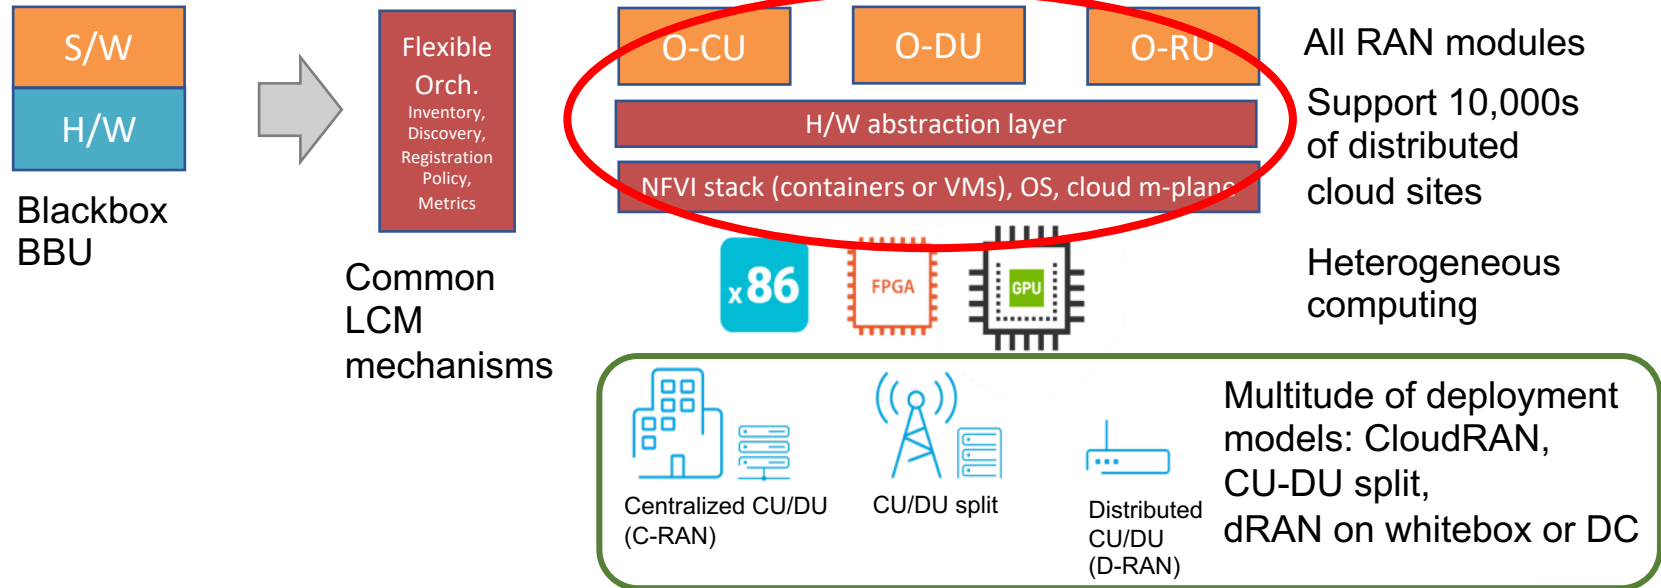 S/W
H/W
Blackbox
BBU
Flexible
Orch.
Inventory,
Discovery,
Registration
Policy,
Metrics
Common
LCM
mechanisms
O-CU
O-DU
O-RU
H/W abstraction layer
NFVI stack (containers or VMs), OS, cloud m-plane
x86
FPGA
GPU
All RAN modules
Support 10,000s
of distributed
cloud sites
Heterogeneous
computing
Centralized CU/DU
(C-RAN)
CU/DU split
Distributed
CU/DU
(D-RAN)
Multitude of deployment
models: CloudRAN,
CU-DU split,
dRAN on whitebox or DC